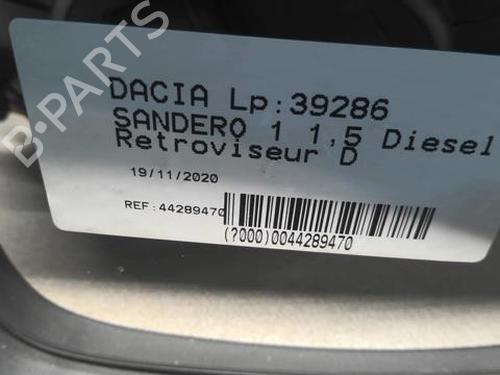 B-PARTS
DACIA Lp:39286
SANDERO 1 1,5 Diesel
Retroviseur D
19/11/2020
REF:44289470
(?000)0044289470